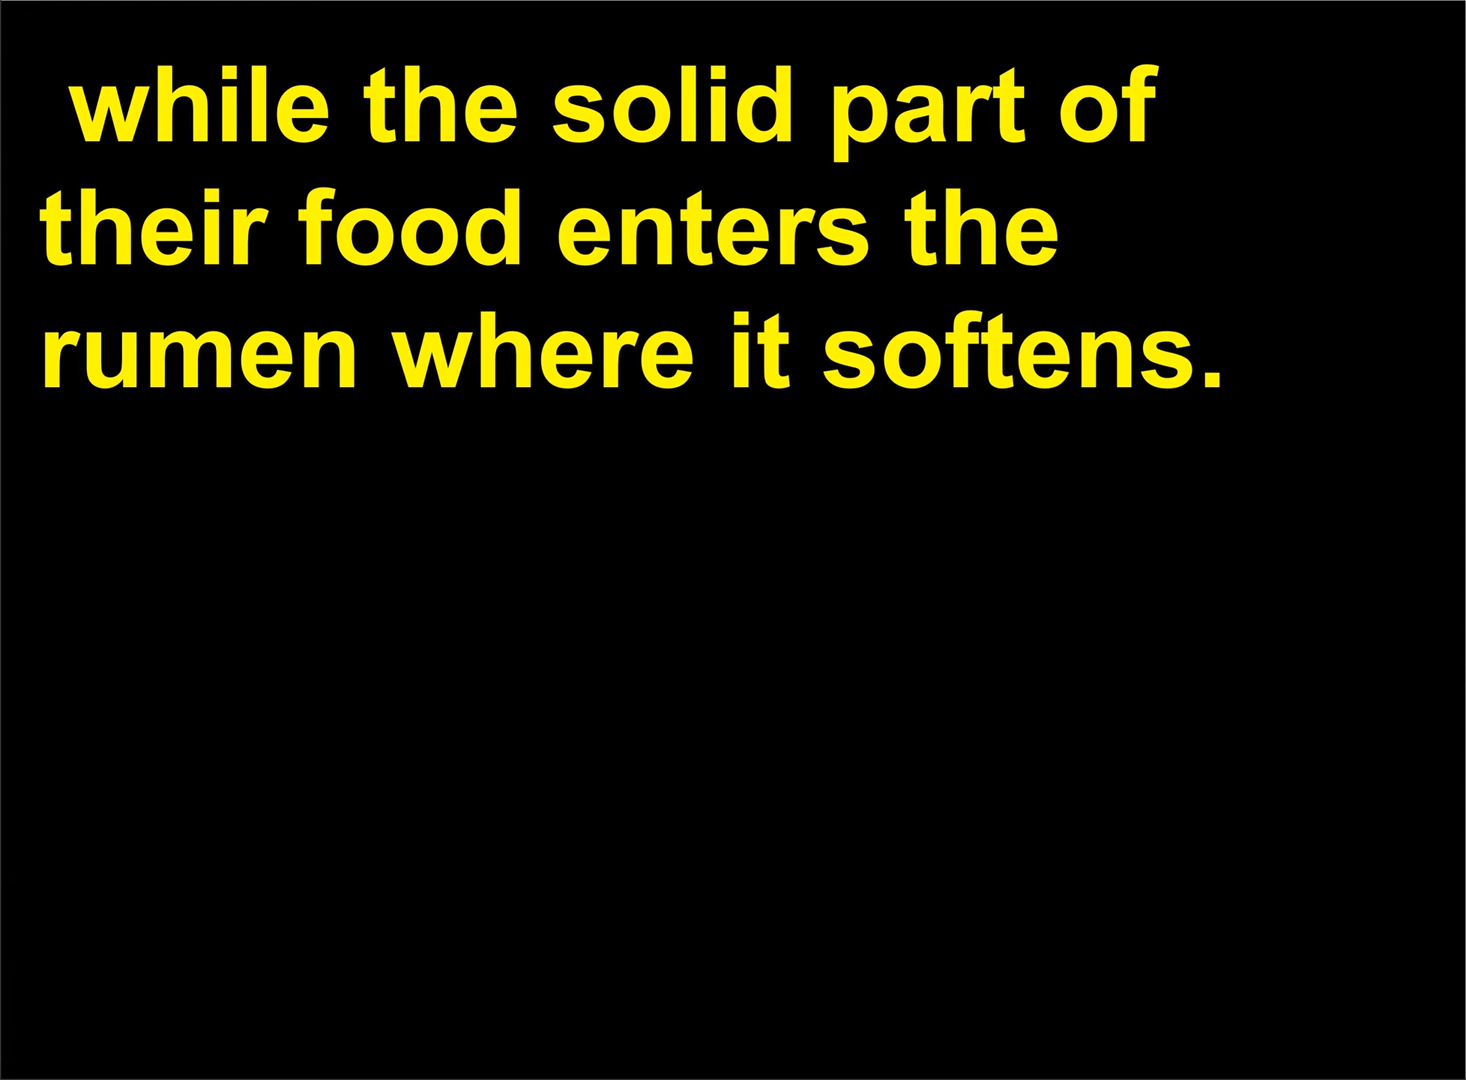 while the solid part of
their food enters the
rumen where it softens.